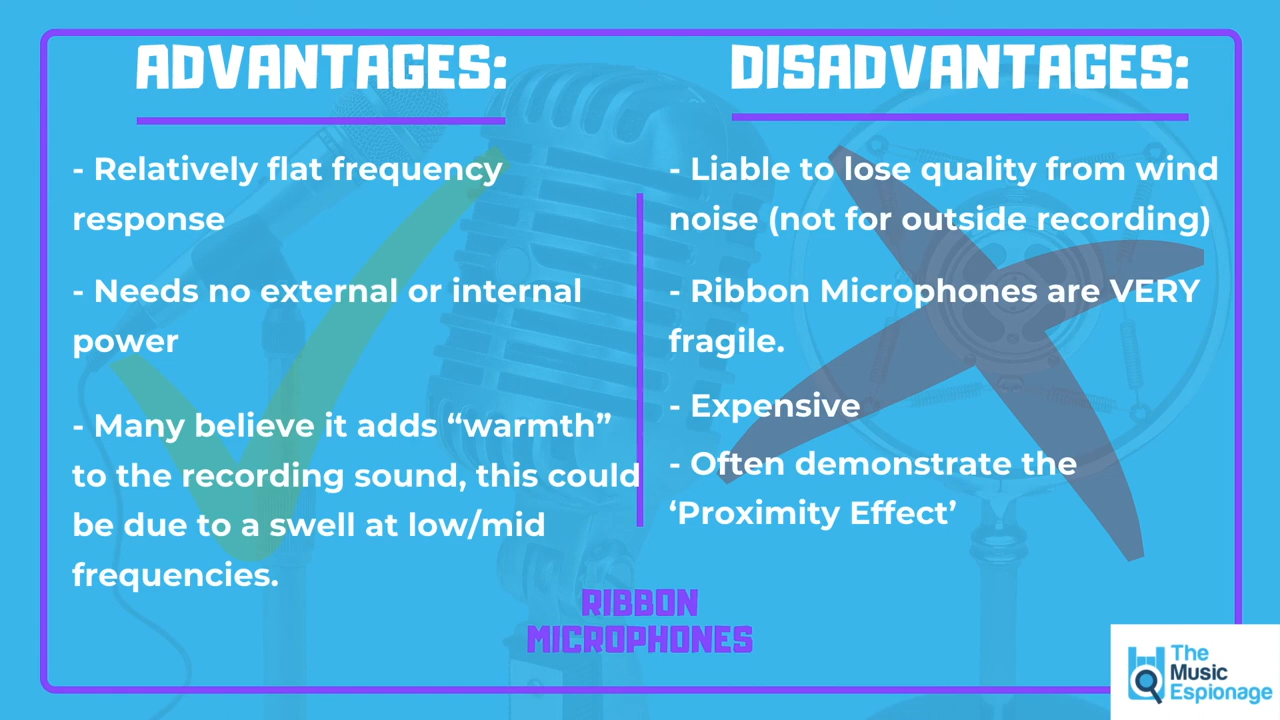 ADVANTAGES:
- Relatively flat frequency
response
- Needs no external or internal
power
- Many believe it adds “warmth”
to the recording sound, this could
be due to a swell at low/mid
frequencies.
DISADVANTAGES:
- Liable to lose quality from wind
noise (not for outside recording)
- Ribbon Microphones are VERY
fragile.
- Expensive
- Often demonstrate the
‘Proximity Effect’
RIBBON
MICROPHONES
The
Music
Espionage